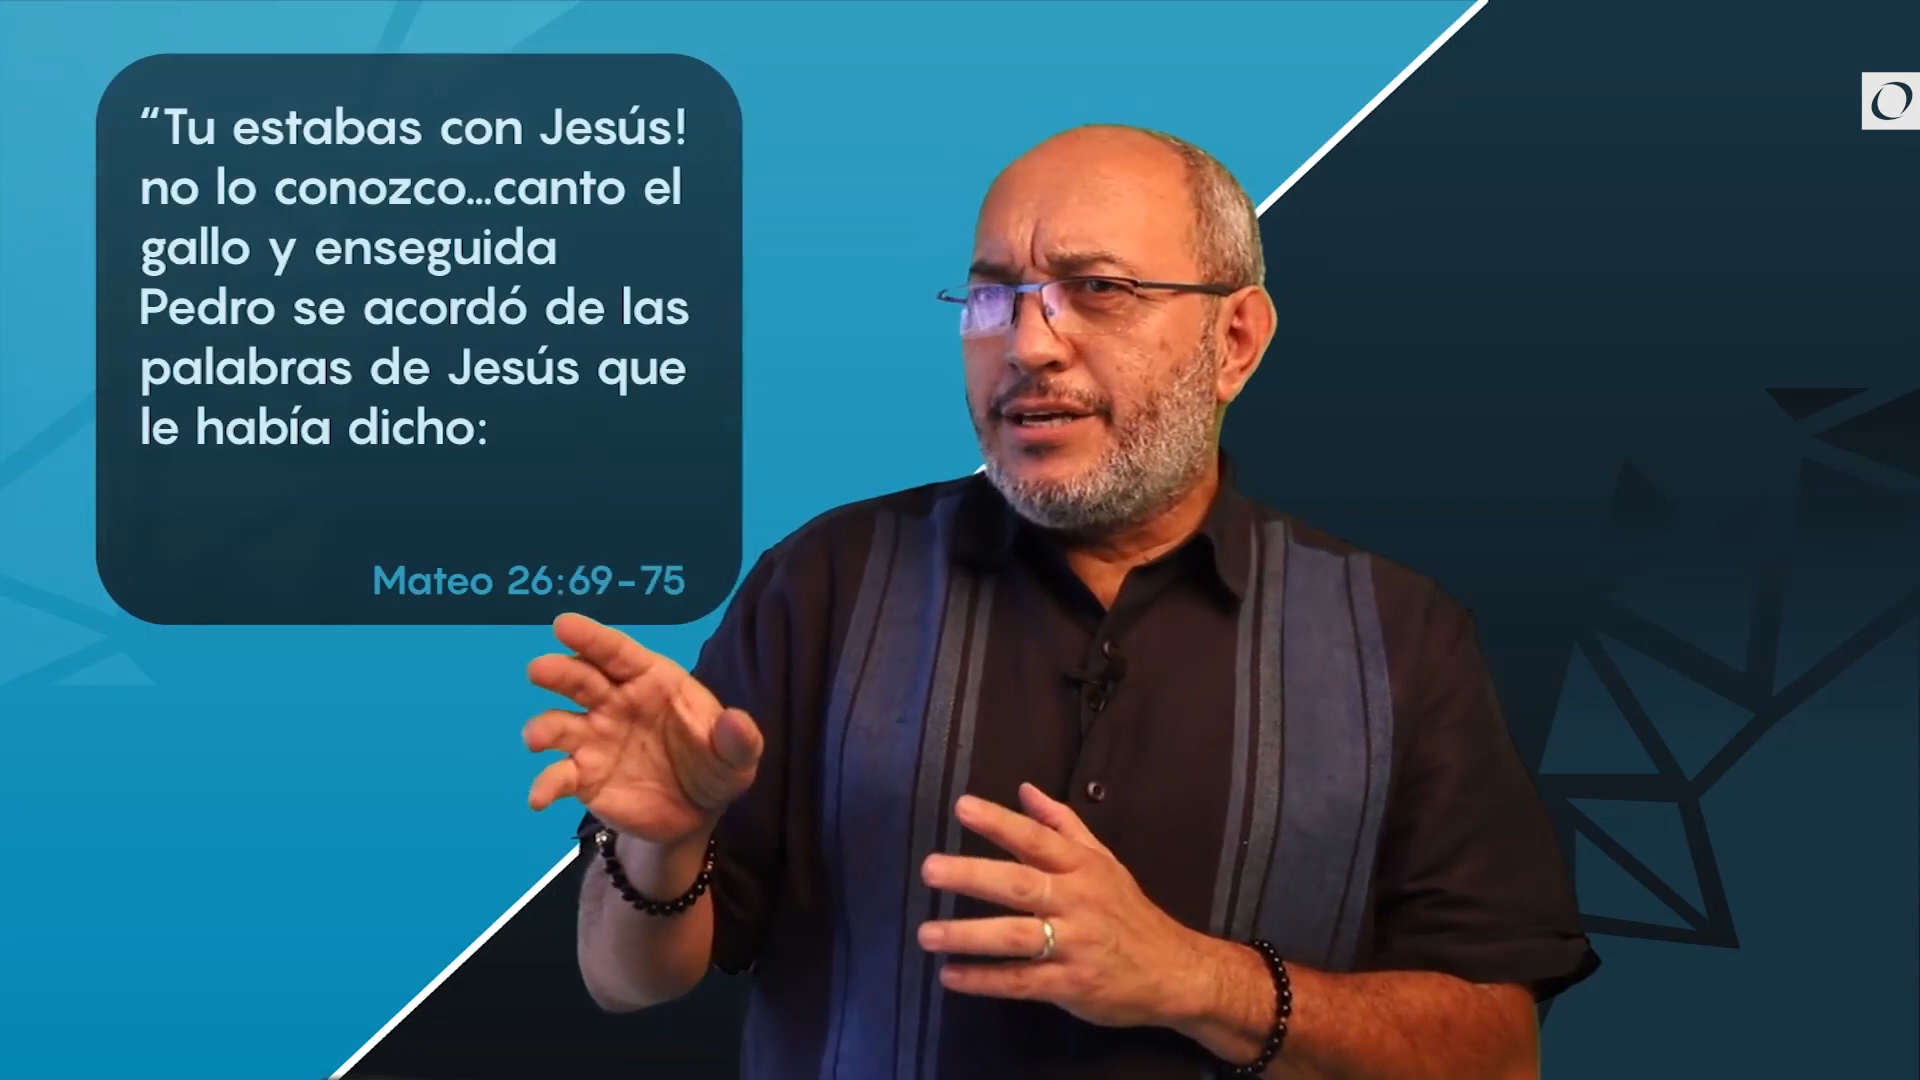 “Tu estabas con Jesús!
no lo conozco...canto el
gallo y enseguida
Pedro se acordó de las
palabras de Jesús que
le había dicho:
Mateo 26:69-75